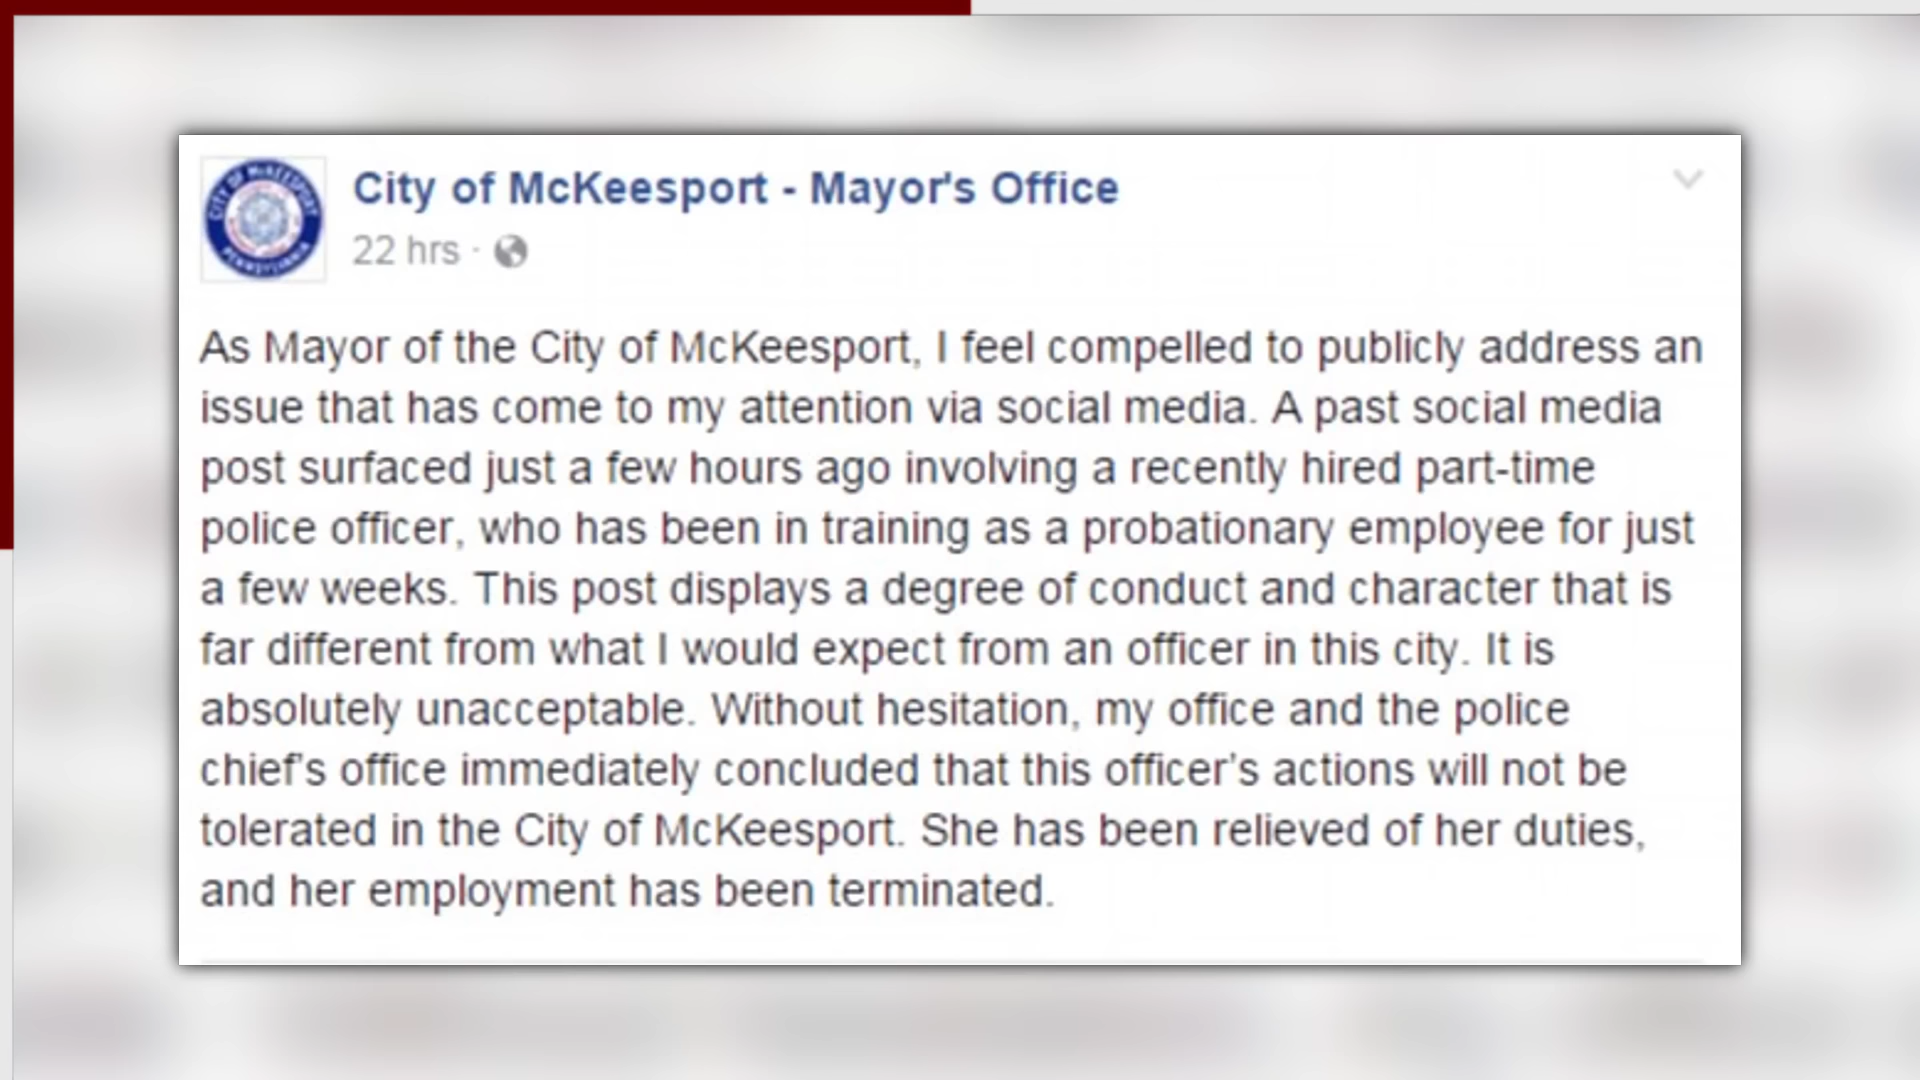 CITY OF McKEESPORT
PENNSYLVANIA
City of McKeesport - Mayor's Office
22 hrs ·
As Mayor of the City of McKeesport, I feel compelled to publicly address an
issue that has come to my attention via social media. A past social media
post surfaced just a few hours ago involving a recently hired part-time
police officer, who has been in training as a probationary employee for just
a few weeks. This post displays a degree of conduct and character that is
far different from what I would expect from an officer in this city. It is
absolutely unacceptable. Without hesitation, my office and the police
chief's office immediately concluded that this officer’s actions will not be
tolerated in the City of McKeesport. She has been relieved of her duties,
and her employment has been terminated.